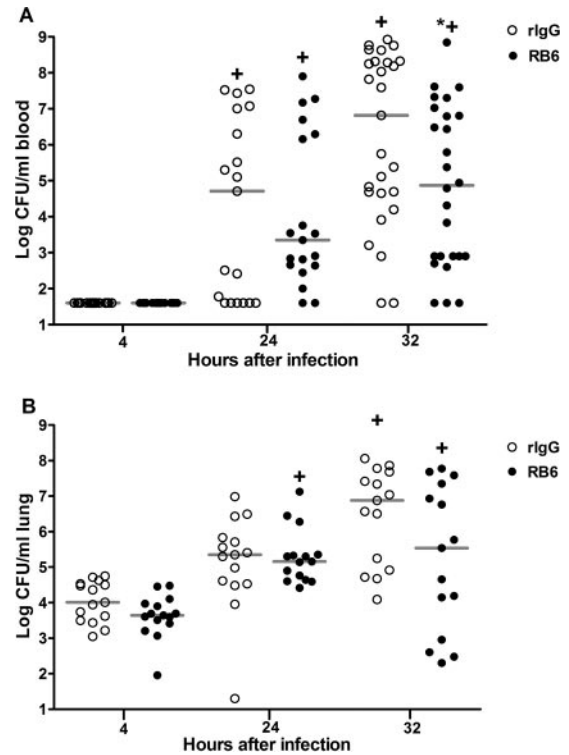 A
rIgG
RB6
+ + + *+
Log CFU/ml blood
9
8
7
6
5
4
3
2
1
4 24 32
Hours after infection
B
rIgG
RB6
+ + +
Log CFU/ml lung
9
8
7
6
5
4
3
2
1
4 24 32
Hours after infection